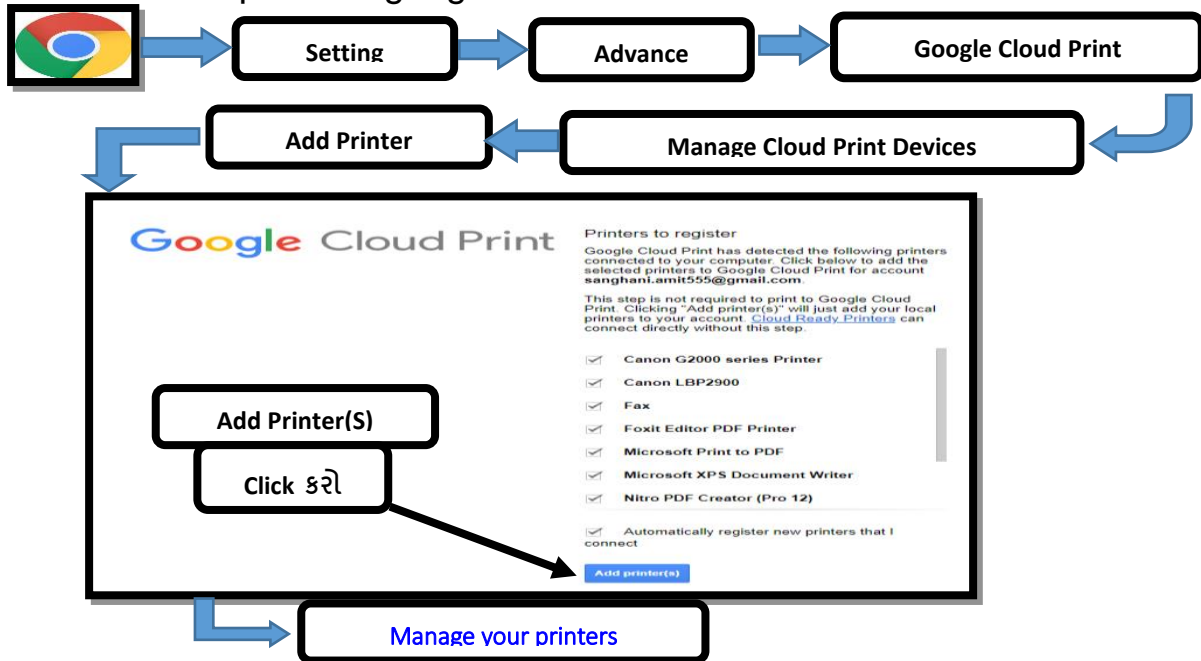 Setting
Advance
Google Cloud Print
Add Printer
Manage Cloud Print Devices
Google Cloud Print
Printers to register
Google Cloud Print has detected the following printers
connected to your computer. Click below to add the
selected printers to Google Cloud Print for account
sanghani.amit555@gmail.com.
This step is not required to print to Google Cloud
Print. Clicking "Add printer(s)" will just add your local
printers to your account. Cloud Ready Printers can
connect directly without this step.
Canon G2000 series Printer
Canon LBP2900
Fax
Foxit Editor PDF Printer
Microsoft Print to PDF
Microsoft XPS Document Writer
Nitro PDF Creator (Pro 12)
Automatically register new printers that I
connect
Add printer(s)
Add Printer(S)
Click કરો
Manage your printers